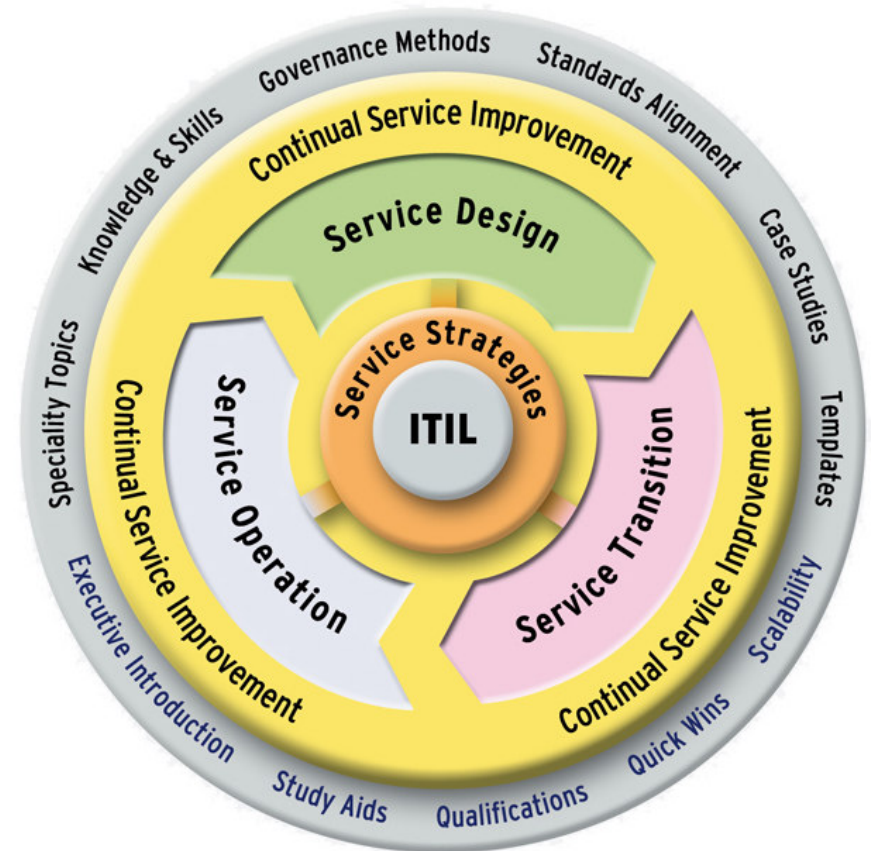 Governance Methods
Standards Alignment
Case Studies
Templates
Scalability
Quick Wins
Qualifications
Study Aids
Executive Introduction
Speciality Topics
Knowledge & Skills
Continual Service Improvement
Continual Service Improvement
Continual Service Improvement
Service Design
Service Transition
Service Operation
Service Strategies
ITIL